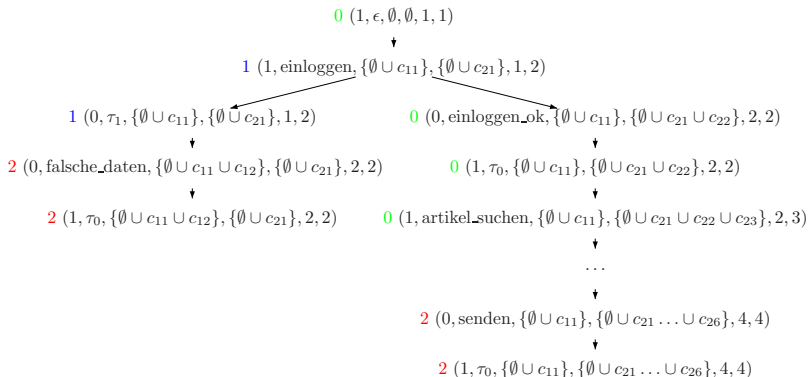 0 (1, ϵ, ∅, ∅, 1, 1)
1 (1, einloggen, {∅ ∪ c₁₁}, {∅ ∪ c₂₁}, 1, 2)
1 (0, τ₁, {∅ ∪ c₁₁}, {∅ ∪ c₂₁}, 1, 2)
0 (0, einloggen_ok, {∅ ∪ c₁₁}, {∅ ∪ c₂₁ ∪ c₂₂}, 2, 2)
2 (0, falsche_daten, {∅ ∪ c₁₁ ∪ c₁₂}, {∅ ∪ c₂₁}, 2, 2)
0 (1, τ₀, {∅ ∪ c₁₁}, {∅ ∪ c₂₁ ∪ c₂₂}, 2, 2)
2 (1, τ₀, {∅ ∪ c₁₁ ∪ c₁₂}, {∅ ∪ c₂₁}, 2, 2)
0 (1, artikel_suchen, {∅ ∪ c₁₁}, {∅ ∪ c₂₁ ∪ c₂₂ ∪ c₂₃}, 2, 3)
...
2 (0, senden, {∅ ∪ c₁₁}, {∅ ∪ c₂₁ ... ∪ c₂₆}, 4, 4)
2 (1, τ₀, {∅ ∪ c₁₁}, {∅ ∪ c₂₁ ... ∪ c₂₆}, 4, 4)